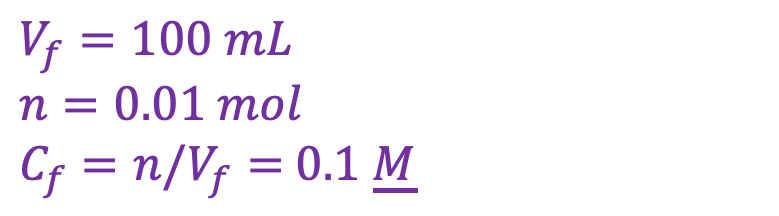 V_f = 100 mL
n = 0.01 mol
C_f = n/V_f = 0.1 M